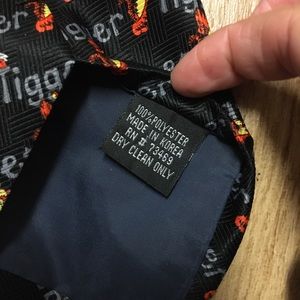 Tigger
100% POLYESTER
MADE IN KOREA
RN # 73469
DRY CLEAN ONLY